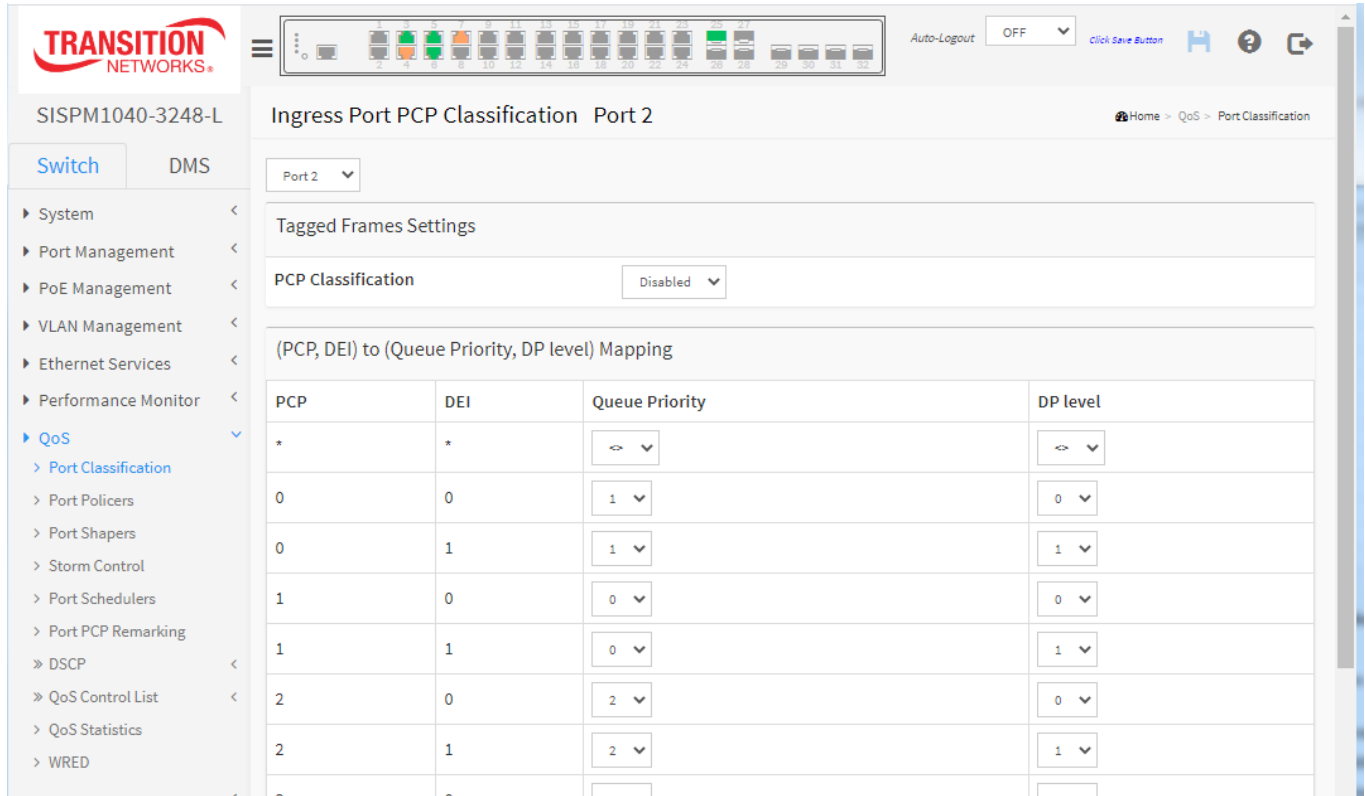 1 3 5 7 9 11 13 15 17 19 21 23 25 27
TRANSITION
NETWORKS®
2 4 6 8 10 12 14 16 18 20 22 24 26 28 29 30 31 32
Auto-Logout OFF Click Save Button
SISPM1040-3248-L
Ingress Port PCP Classification Port 2
Home > QoS > Port Classification
Switch DMS
Port 2
System
Port Management
PoE Management
VLAN Management
Ethernet Services
Performance Monitor
QoS
Port Classification
Port Policers
Port Shapers
Storm Control
Port Schedulers
Port PCP Remarking
DSCP
QoS Control List
QoS Statistics
WRED
Tagged Frames Settings
PCP Classification Disabled
(PCP, DEI) to (Queue Priority, DP level) Mapping
PCP DEI Queue Priority DP level
* * <> <>
0 0 1 0
0 1 1 1
1 0 0 0
1 1 0 1
2 0 2 0
2 1 2 1